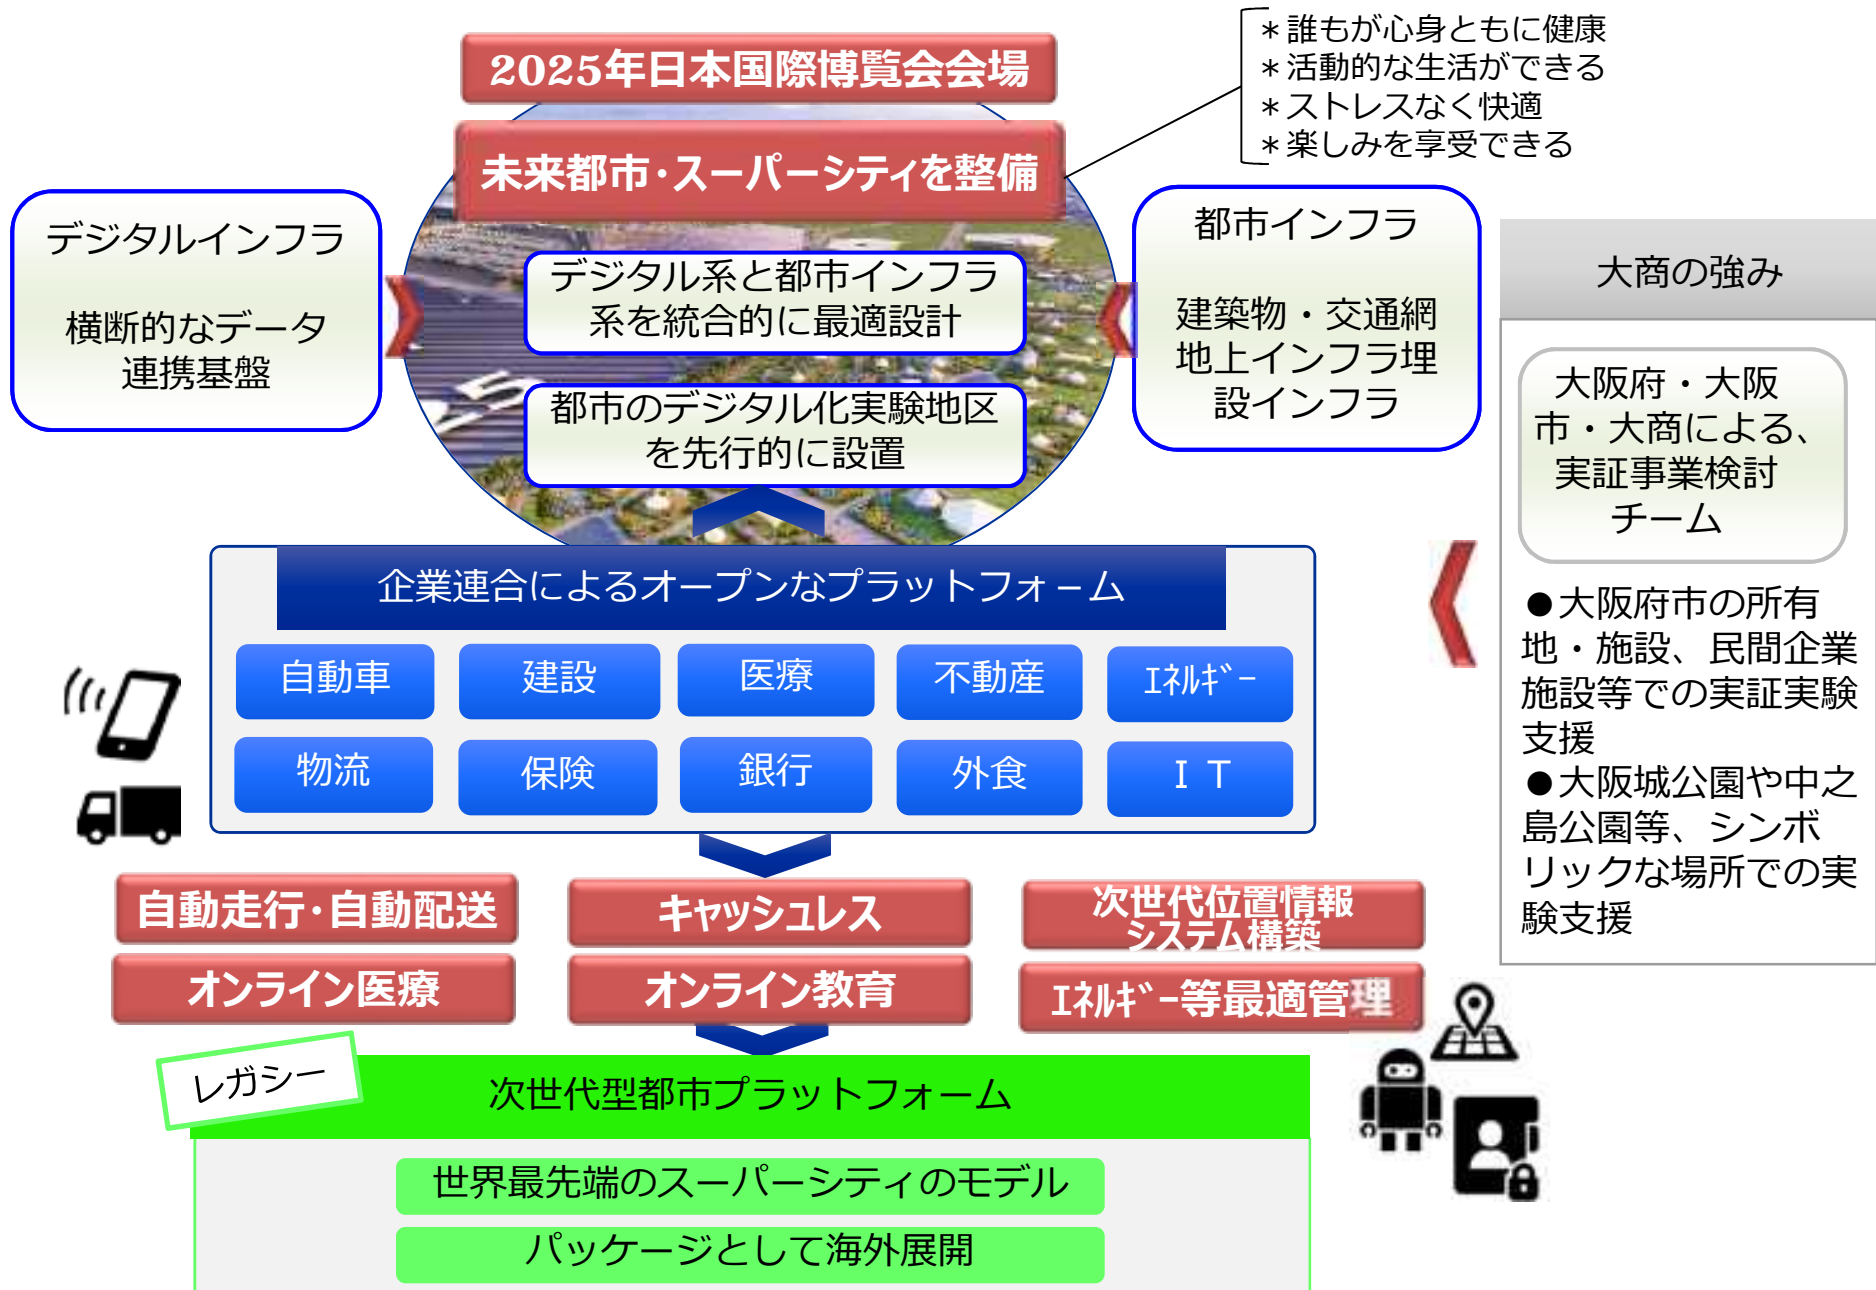 2025年日本国際博覧会会場
未来都市・スーパーシティを整備
＊誰もが心身ともに健康
＊活動的な生活ができる
＊ストレスなく快適
＊楽しみを享受できる
デジタルインフラ
横断的なデータ
連携基盤
デジタル系と都市インフラ
系を統合的に最適設計
都市のデジタル化実験地区
を先行的に設置
都市インフラ
建築物・交通網
地上インフラ埋
設インフラ
大商の強み
大阪府・大阪
市・大商による、
実証事業検討
チーム
●大阪府市の所有
地・施設、民間企業
施設等での実証実験
支援
●大阪城公園や中之
島公園等、シンボ
リックな場所での実
験支援
企業連合によるオープンなプラットフォーム
自動車
建設
医療
不動産
ｴﾈﾙｷﾞｰ
物流
保険
銀行
外食
ＩＴ
自動走行・自動配送
キャッシュレス
次世代位置情報
システム構築
オンライン医療
オンライン教育
ｴﾈﾙｷﾞｰ等最適管理
レガシー
次世代型都市プラットフォーム
世界最先端のスーパーシティのモデル
パッケージとして海外展開